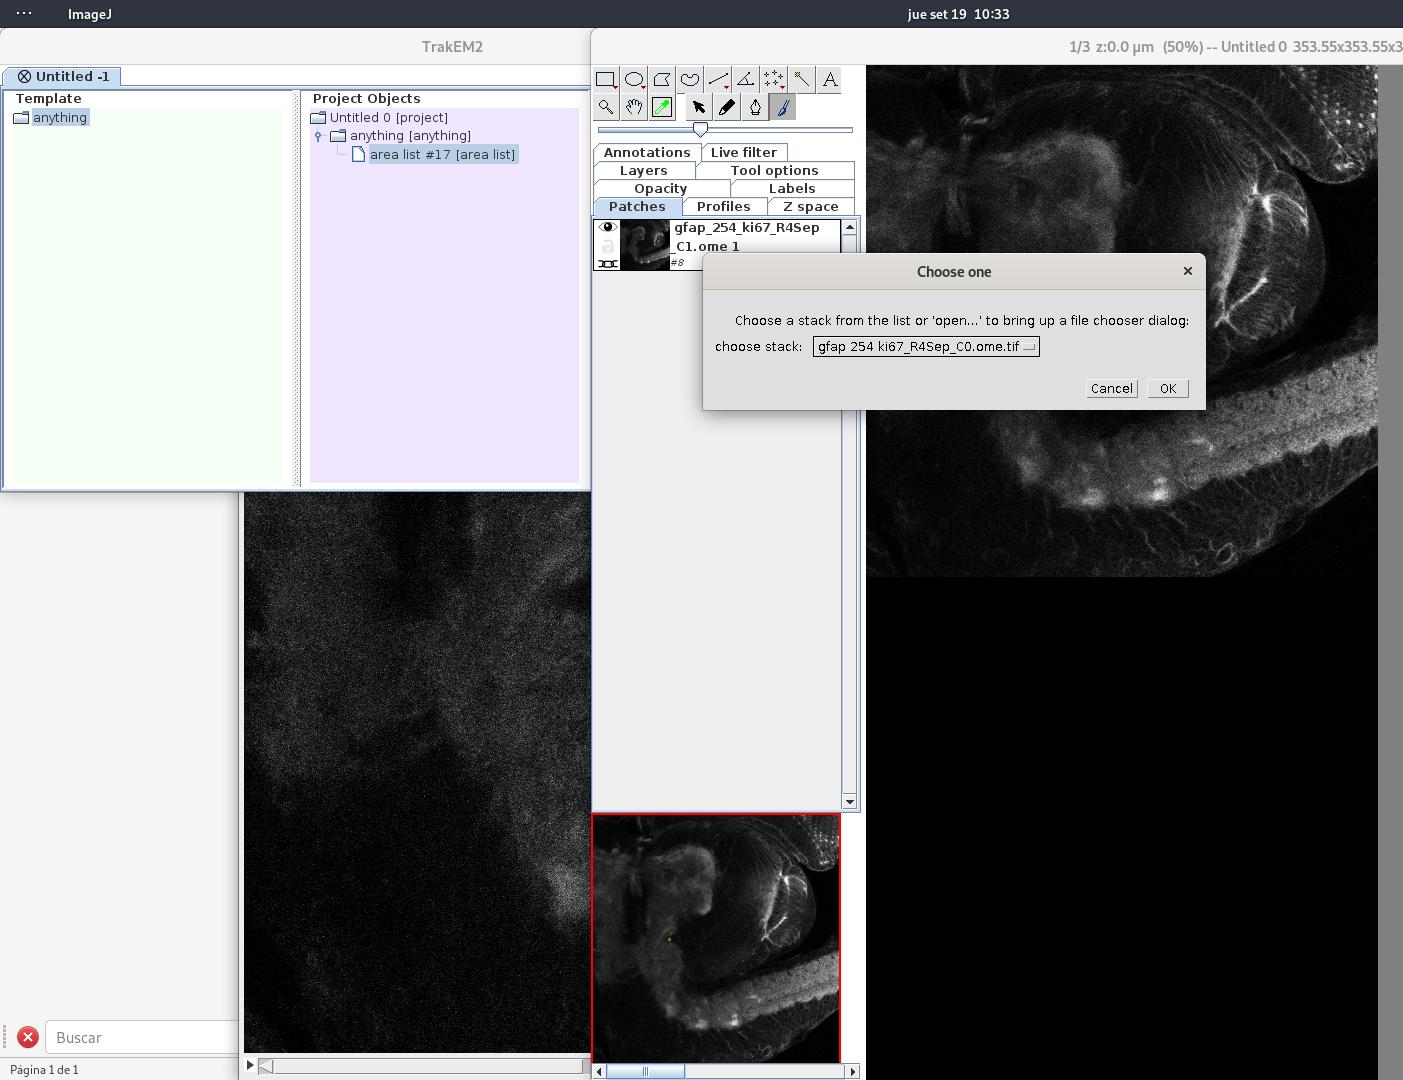 ImageJ
jue set 19 10:33
TrakEM2
1/3 z:0.0 µm (50%) -- Untitled 0 353.55x353.55x3
Untitled -1
Template
anything
Project Objects
Untitled 0 [project]
anything [anything]
area list #17 [area list]
A
Annotations
Live filter
Layers
Tool options
Opacity
Labels
Patches
Profiles
Z space
gfap_254_ki67_R4Sep
_C1.ome 1
#8
Choose one
Choose a stack from the list or 'open...' to bring up a file chooser dialog:
choose stack:
gfap 254 ki67_R4Sep_C0.ome.tif
Cancel
OK
Buscar
Página 1 de 1